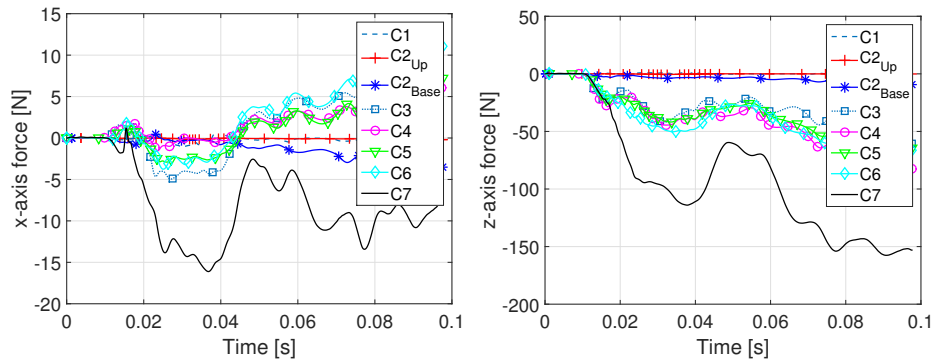 15
10
5
0
-5
-10
-15
-20
x-axis force [N]
0
0.02
0.04
0.06
0.08
0.1
Time [s]
C1
C2Up
C2Base
C3
C4
C5
C6
C7
50
0
-50
-100
-150
-200
z-axis force [N]
0
0.02
0.04
0.06
0.08
0.1
Time [s]
C1
C2Up
C2Base
C3
C4
C5
C6
C7